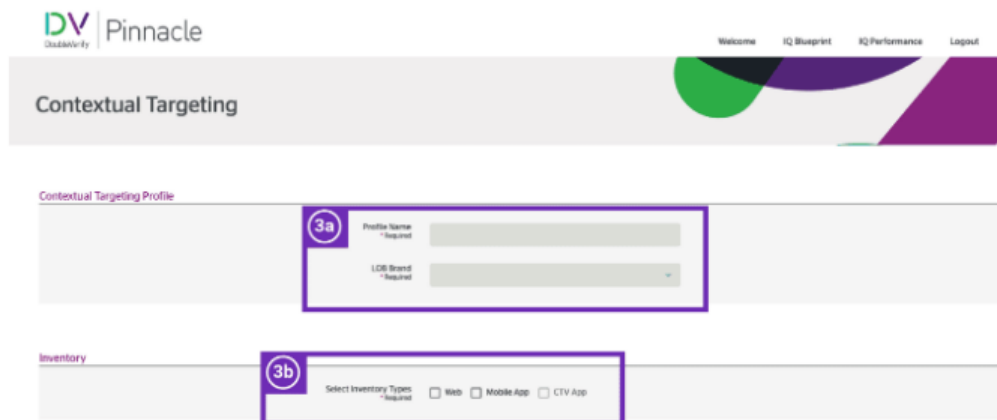 DV Pinnacle
DoubleVerify
Welcome IQ Blueprint IQ Performance Logout
Contextual Targeting
Contextual Targeting Profile
3a
Profile Name
*Required
LOB Brand
*Required
Inventory
3b
Select Inventory Types
*Required
Web Mobile App CTV App